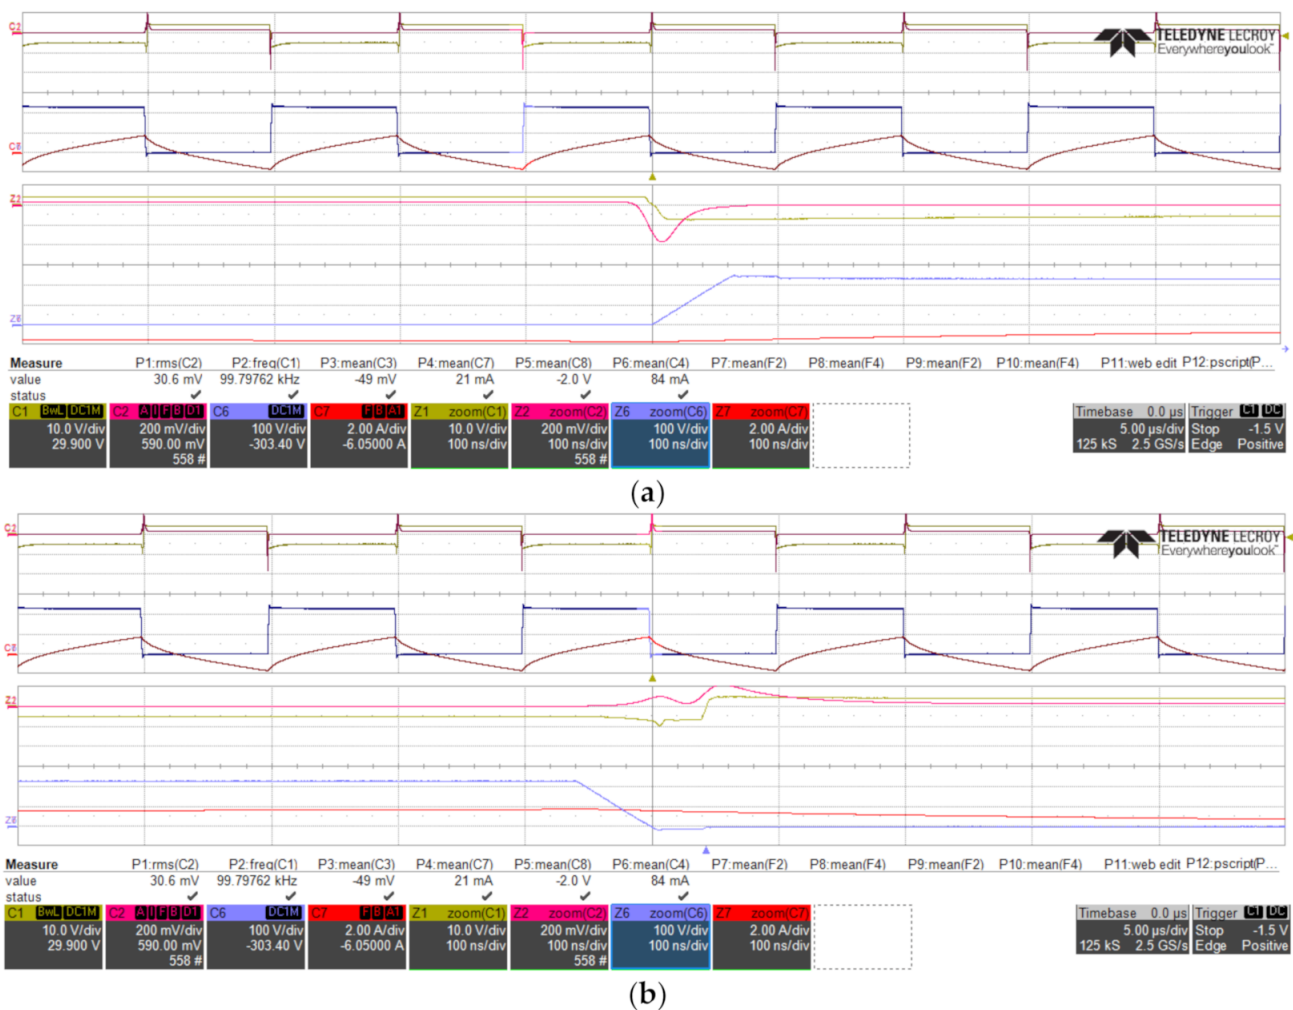 C2
TELEDYNE LECROY
Everywhereyoulook™
Measure P1:rms(C2) P2:freq(C1) P3:mean(C3) P4:mean(C7) P5:mean(C8) P6:mean(C4) P7:mean(F2) P8:mean(F4) P9:mean(F2) P10:mean(F4) P11:web edit P12:pscript(P...
value 30.6 mV 99.79762 kHz -49 mV 21 mA -2.0 V 84 mA
status
C1 BwL DC1M C2 A I F B D1 C6 DC1M C7 F B A1 Z1 zoom(C1) Z2 zoom(C2) Z6 zoom(C6) Z7 zoom(C7) Timebase 0.0 µs Trigger C1 DC
10.0 V/div 200 mV/div 100 V/div 2.00 A/div 10.0 V/div 200 mV/div 100 V/div 2.00 A/div 5.00 µs/div Stop -1.5 V
29.900 V 590.00 mV -303.40 V -6.05000 A 100 ns/div 100 ns/div 100 ns/div 100 ns/div 125 kS 2.5 GS/s Edge Positive
558 # 558 #
(a)
C2
TELEDYNE LECROY
Everywhereyoulook™
Measure P1:rms(C2) P2:freq(C1) P3:mean(C3) P4:mean(C7) P5:mean(C8) P6:mean(C4) P7:mean(F2) P8:mean(F4) P9:mean(F2) P10:mean(F4) P11:web edit P12:pscript(P...
value 30.6 mV 99.79762 kHz -49 mV 21 mA -2.0 V 84 mA
status
C1 BwL DC1M C2 A I F B D1 C6 DC1M C7 F B A1 Z1 zoom(C1) Z2 zoom(C2) Z6 zoom(C6) Z7 zoom(C7) Timebase 0.0 µs Trigger C1 DC
10.0 V/div 200 mV/div 100 V/div 2.00 A/div 10.0 V/div 200 mV/div 100 V/div 2.00 A/div 5.00 µs/div Stop -1.5 V
29.900 V 590.00 mV -303.40 V -6.05000 A 100 ns/div 100 ns/div 100 ns/div 100 ns/div 125 kS 2.5 GS/s Edge Positive
558 # 558 #
(b)